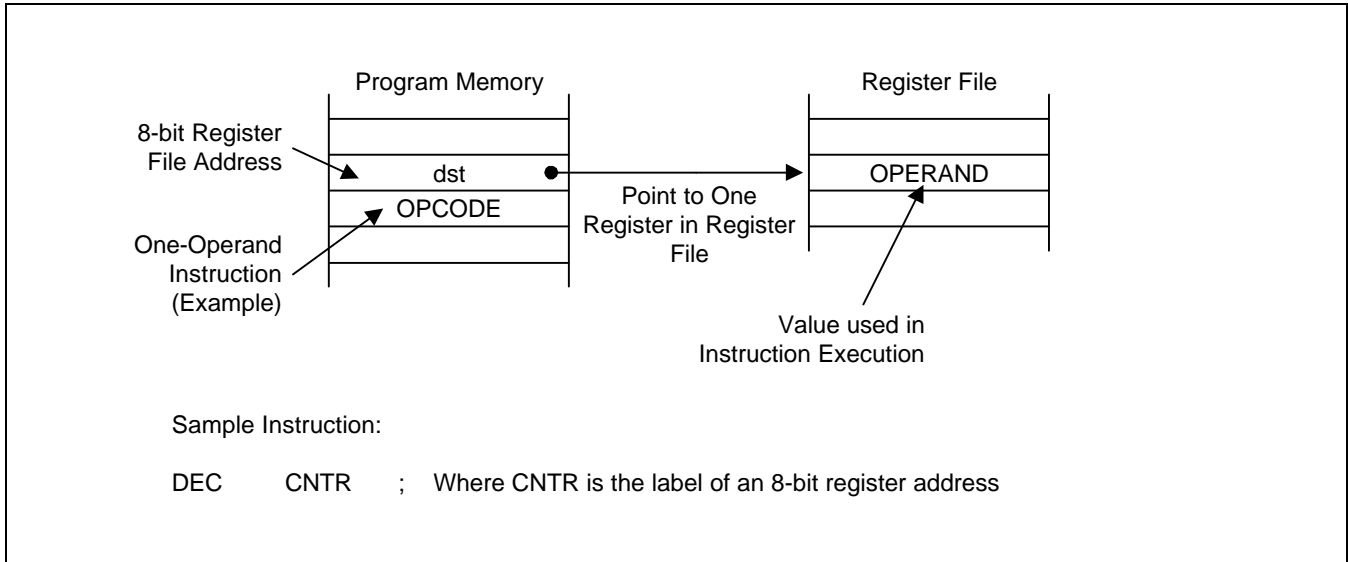 Program Memory
Register File
8-bit Register
File Address
dst
OPERAND
OPCODE
Point to One
Register in Register
File
One-Operand
Instruction
(Example)
Value used in
Instruction Execution
Sample Instruction:
DEC CNTR ; Where CNTR is the label of an 8-bit register address